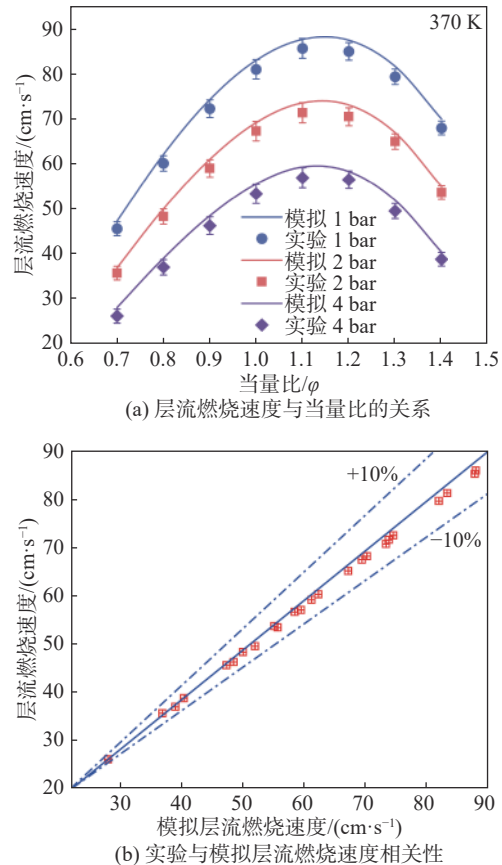 370 K
90
80
70
60
50
40
30
20
层流燃烧速度/(cm·s⁻¹)
模拟 1 bar
实验 1 bar
模拟 2 bar
实验 2 bar
模拟 4 bar
实验 4 bar
0.6 0.7 0.8 0.9 1.0 1.1 1.2 1.3 1.4 1.5
当量比/φ
(a) 层流燃烧速度与当量比的关系
90
80
70
60
50
40
30
20
层流燃烧速度/(cm·s⁻¹)
+10%
−10%
30 40 50 60 70 80 90
模拟层流燃烧速度/(cm·s⁻¹)
(b) 实验与模拟层流燃烧速度相关性